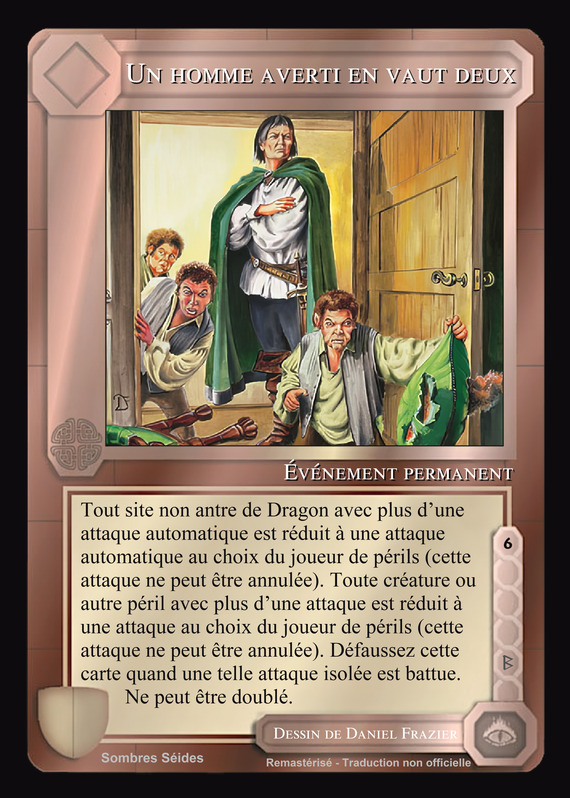 Un homme averti en vaut deux
Événement permanent
Tout site non antre de Dragon avec plus d'une
attaque automatique est réduit à une attaque
automatique au choix du joueur de périls (cette
attaque ne peut être annulée). Toute créature ou
autre péril avec plus d'une attaque est réduit à
une attaque au choix du joueur de périls (cette
attaque ne peut être annulée). Défaussez cette
carte quand une telle attaque isolée est battue.
Ne peut être doublé.
6
ᛒ
Dessin de Daniel Frazier
Sombres Séides
Remastérisé - Traduction non officielle